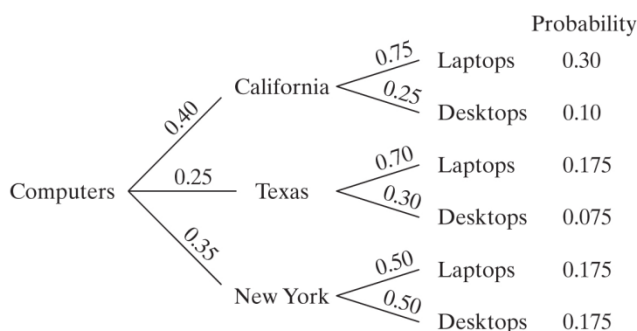 Probability
0.75 Laptops 0.30
California
0.40 0.25 Desktops 0.10
0.70 Laptops 0.175
Computers 0.25 Texas
0.30 Desktops 0.075
0.35 0.50 Laptops 0.175
New York
0.50 Desktops 0.175